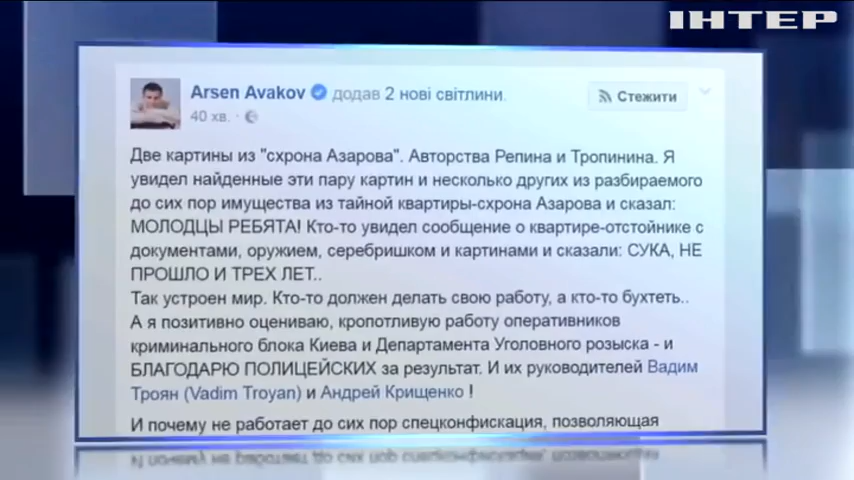 ІНТЕР
Arsen Avakov додав 2 нові світлини.
40 хв. ·
Стежити
Две картины из "схрона Азарова". Авторства Репина и Тропинина. Я
увидел найденные эти пару картин и несколько других из разбираемого
до сих пор имущества из тайной квартиры-схрона Азарова и сказал:
МОЛОДЦЫ РЕБЯТА! Кто-то увидел сообщение о квартире-отстойнике с
документами, оружием, серебришком и картинами и сказали: СУКА, НЕ
ПРОШЛО И ТРЕХ ЛЕТ..
Так устроен мир. Кто-то должен делать свою работу, а кто-то бухтеть..
А я позитивно оцениваю, кропотливую работу оперативников
криминального блока Киева и Департамента Уголовного розыска - и
БЛАГОДАРЮ ПОЛИЦЕЙСКИХ за результат. И их руководителей Вадим
Троян (Vadim Troyan) и Андрей Крищенко !
И почему не работает до сих пор спецконфискация, позволяющая